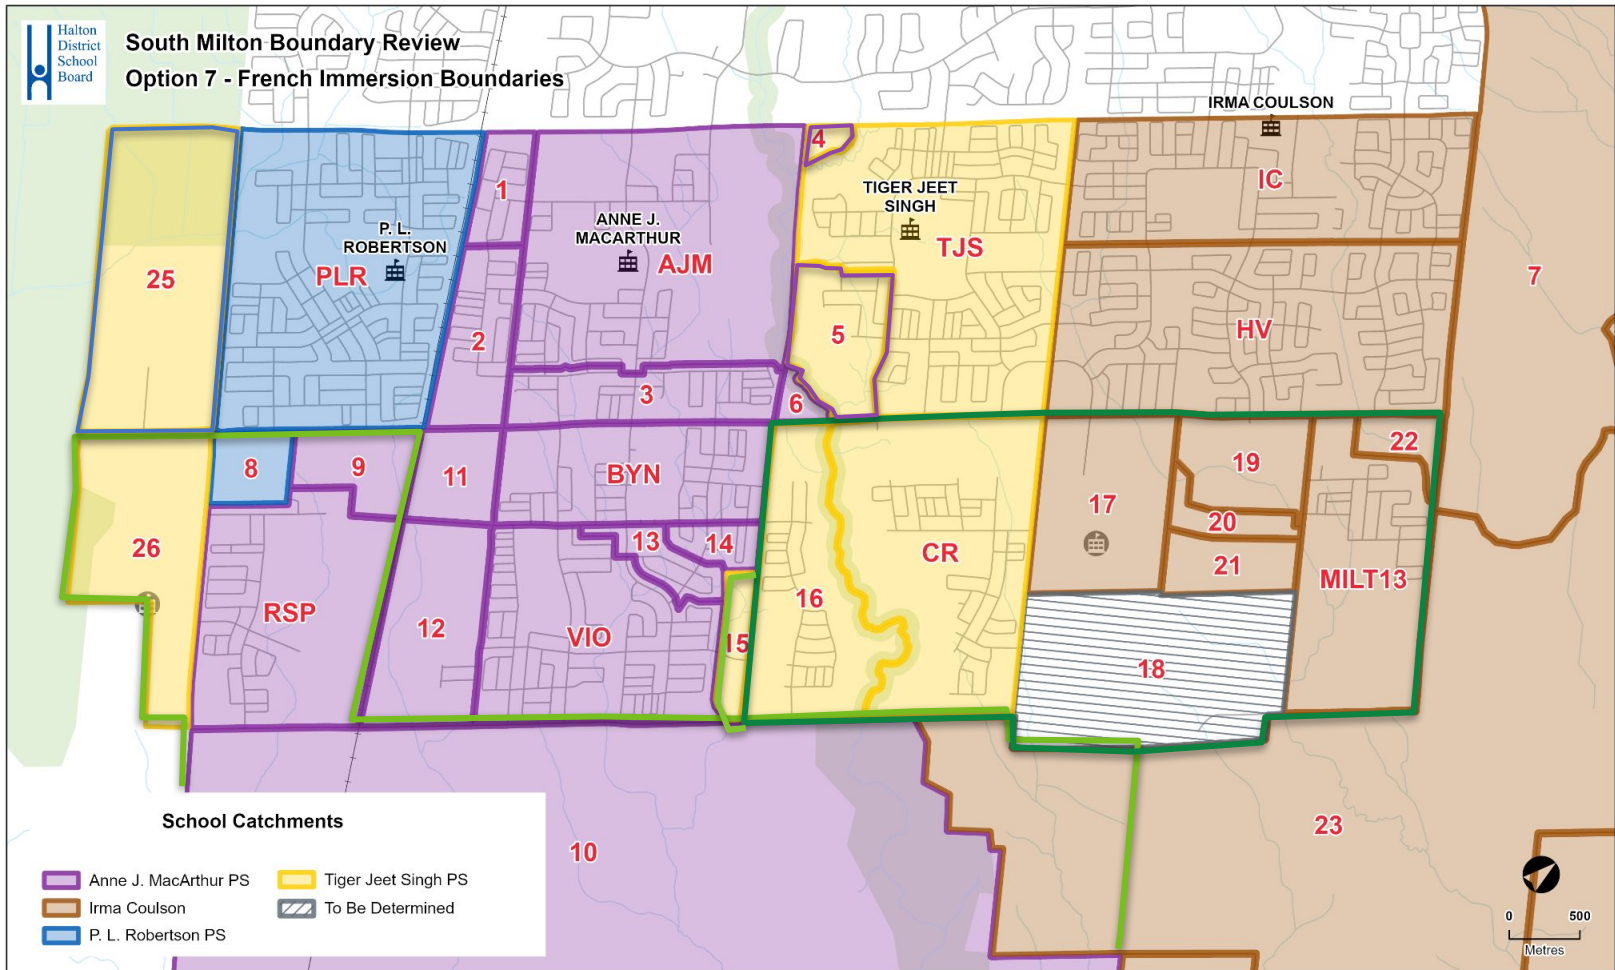 Halton
District
School
Board
South Milton Boundary Review
Option 7 - French Immersion Boundaries
IRMA COULSON
4
1
IC
TIGER JEET
SINGH
ANNE J.
MACARTHUR
P. L.
ROBERTSON
TJS
AJM
PLR
25
7
5
HV
2
3
6
8
9
11
BYN
19
22
17
20
13
14
26
CR
21
MILT13
16
RSP
12
VIO
15
18
10
23
School Catchments
Anne J. MacArthur PS
Tiger Jeet Singh PS
Irma Coulson
To Be Determined
P. L. Robertson PS
0 500
Metres